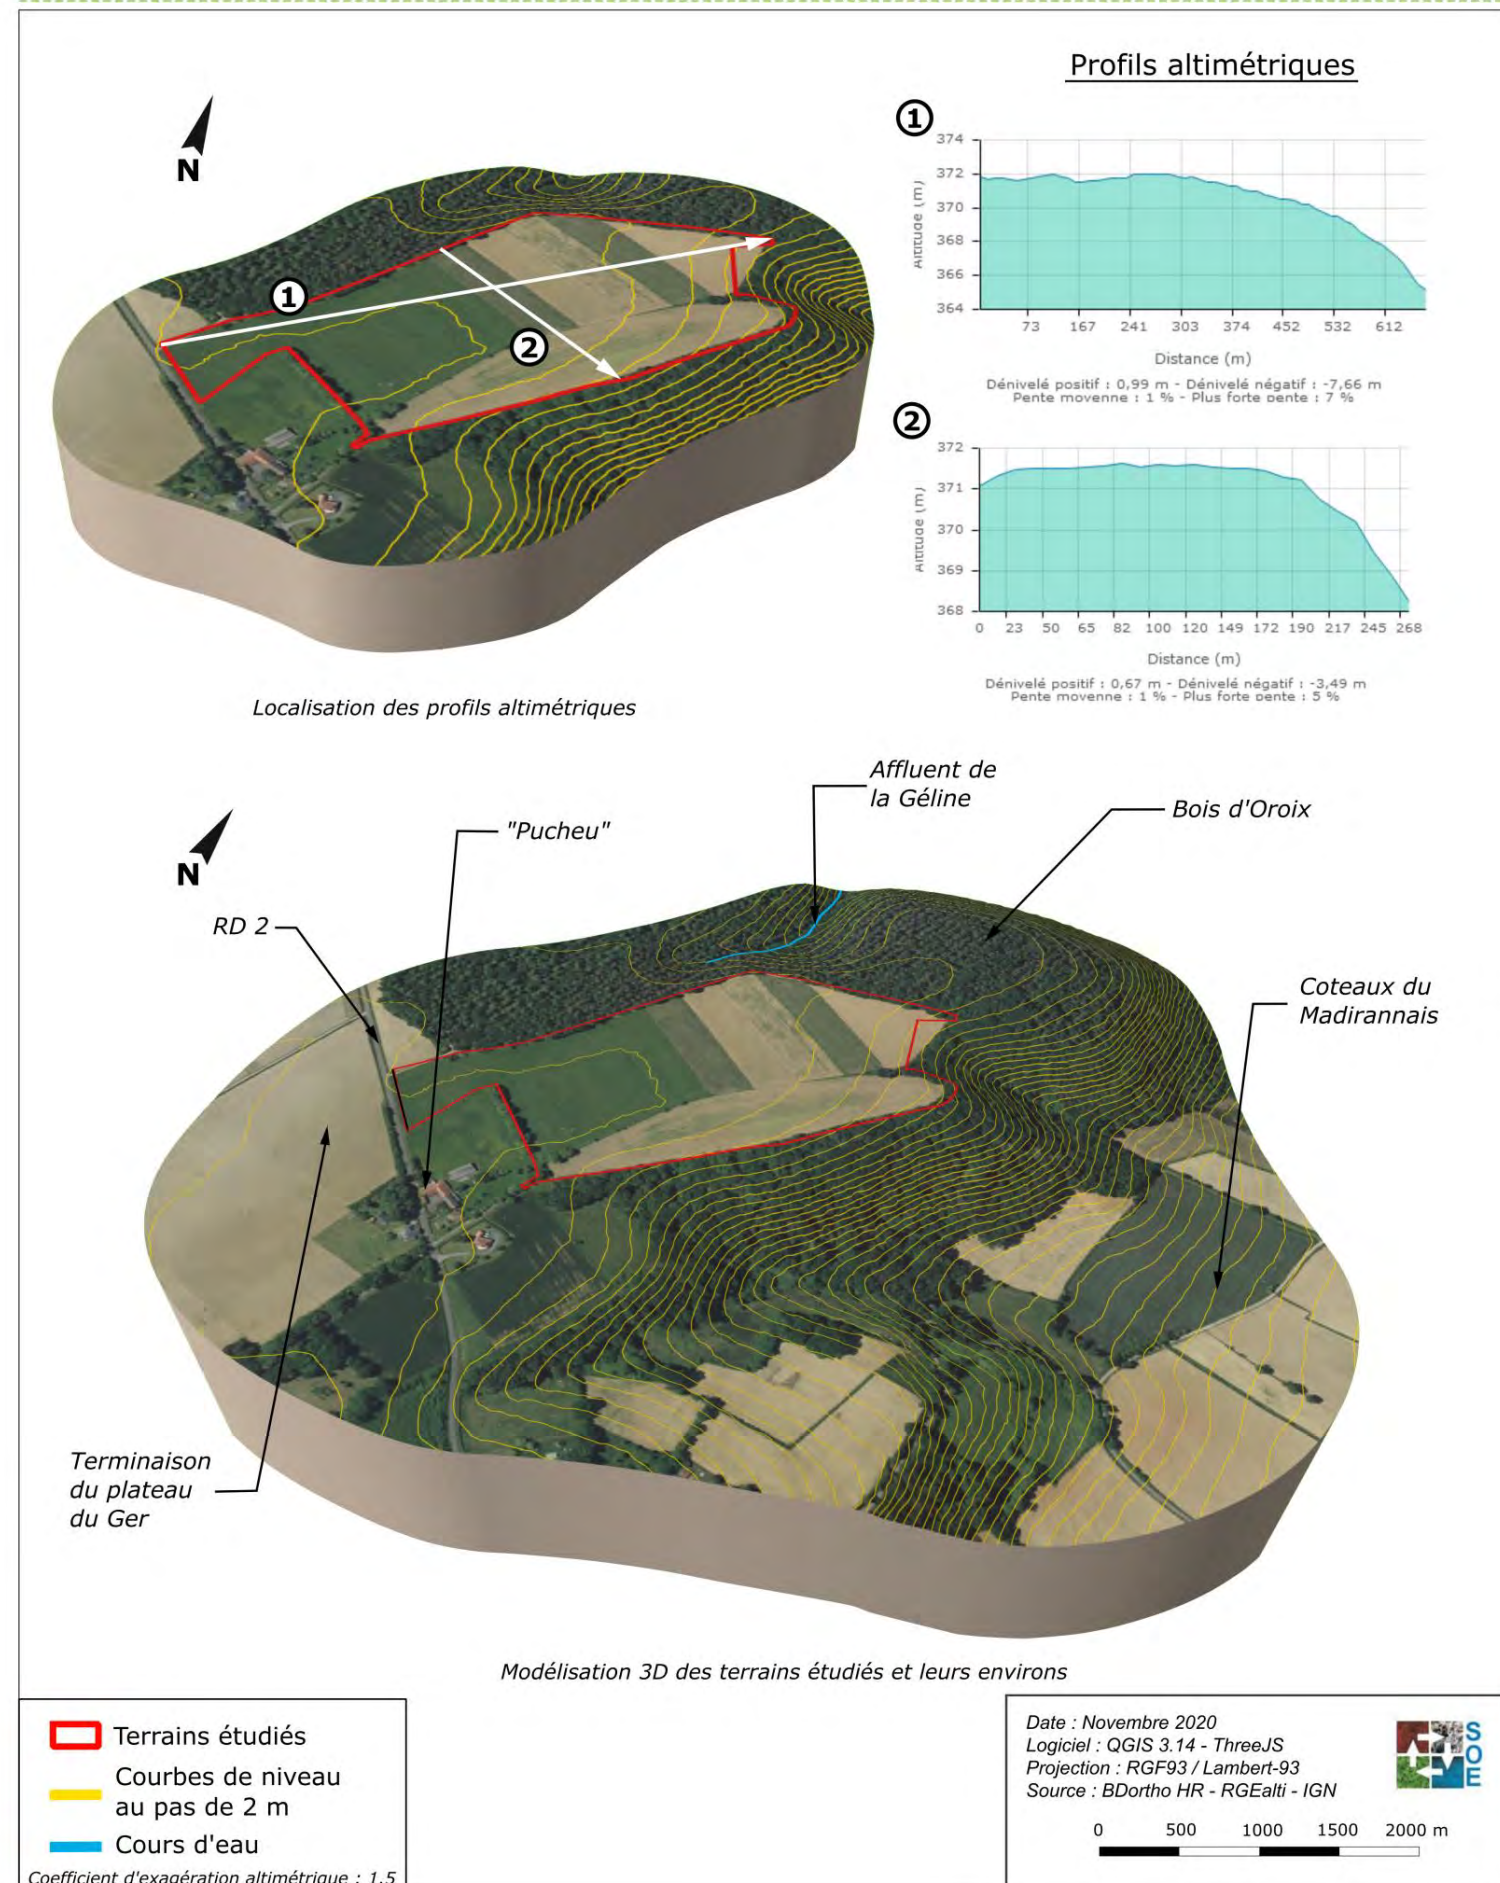 Profils altimétriques
N
1
2
1
374
372
370
368
366
364
Altitude (m)
73 167 241 303 374 452 532 612
Distance (m)
Dénivelé positif : 0,99 m - Dénivelé négatif : -7,66 m
Pente moyenne : 1 % - Plus forte pente : 7 %
2
372
371
370
369
368
Altitude (m)
0 23 50 65 82 100 120 149 172 190 217 245 268
Distance (m)
Dénivelé positif : 0,67 m - Dénivelé négatif : -3,49 m
Pente moyenne : 1 % - Plus forte pente : 5 %
Localisation des profils altimétriques
Affluent de
la Géline
Bois d'Oroix
"Pucheu"
N
RD 2
Coteaux du
Madirannais
Terminaison
du plateau
du Ger
Modélisation 3D des terrains étudiés et leurs environs
Terrains étudiés
Courbes de niveau
au pas de 2 m
Cours d'eau
Coefficient d'exagération altimétrique : 1.5
Date : Novembre 2020
Logiciel : QGIS 3.14 - ThreeJS
Projection : RGF93 / Lambert-93
Source : BDortho HR - RGEalti - IGN
SOE
0 500 1000 1500 2000 m